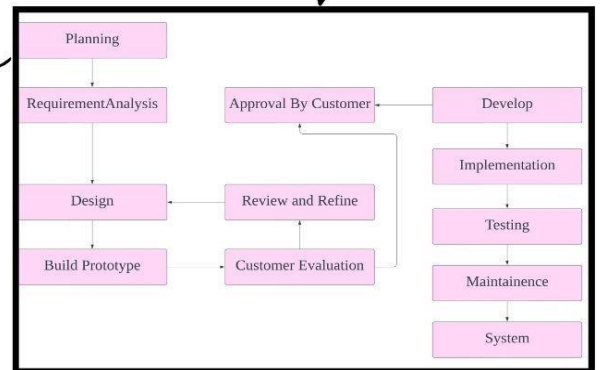 Planning
RequirementAnalysis
Approval By Customer
Develop
Implementation
Design
Review and Refine
Testing
Build Prototype
Customer Evaluation
Maintainence
System